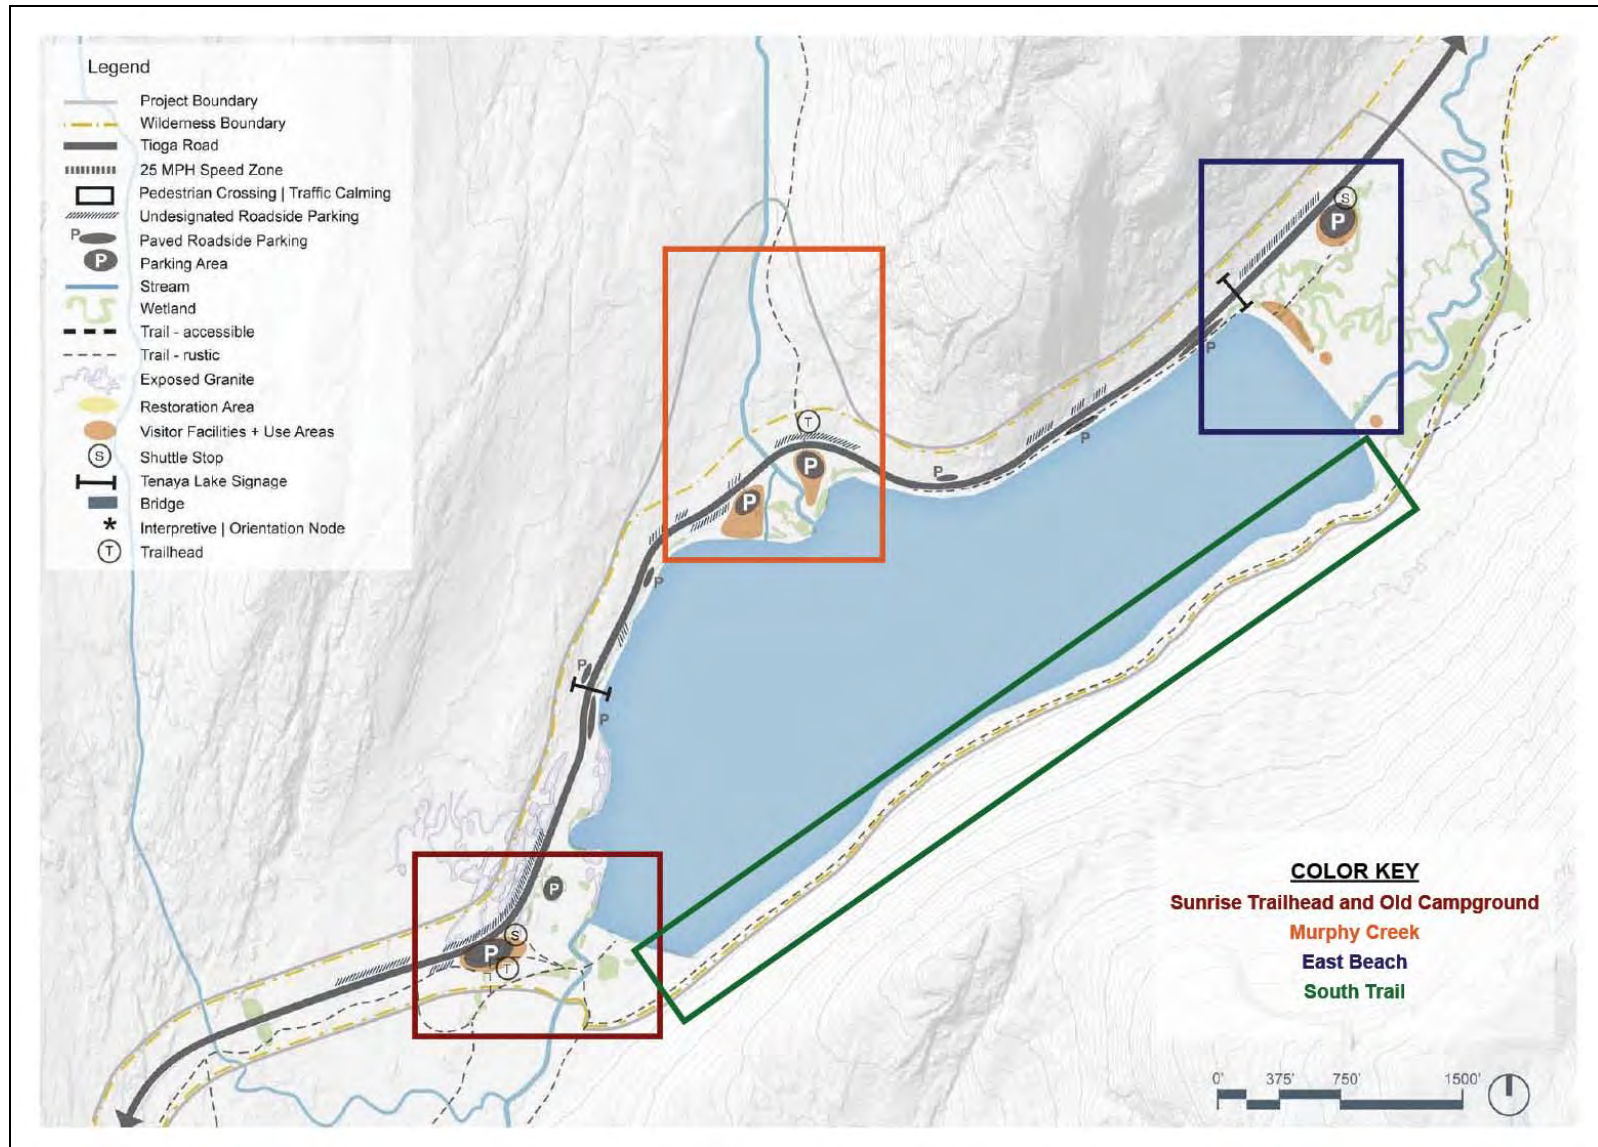 Legend
Project Boundary
Wilderness Boundary
Tioga Road
25 MPH Speed Zone
Pedestrian Crossing | Traffic Calming
Undesignated Roadside Parking
P Paved Roadside Parking
P Parking Area
Stream
Wetland
Trail - accessible
Trail - rustic
Exposed Granite
Restoration Area
Visitor Facilities + Use Areas
S Shuttle Stop
Tenaya Lake Signage
Bridge
* Interpretive | Orientation Node
T Trailhead
S
P
P
T
P
P
P
P
P
P
P
P
S
P
T
COLOR KEY
Sunrise Trailhead and Old Campground
Murphy Creek
East Beach
South Trail
0' 375' 750' 1500'